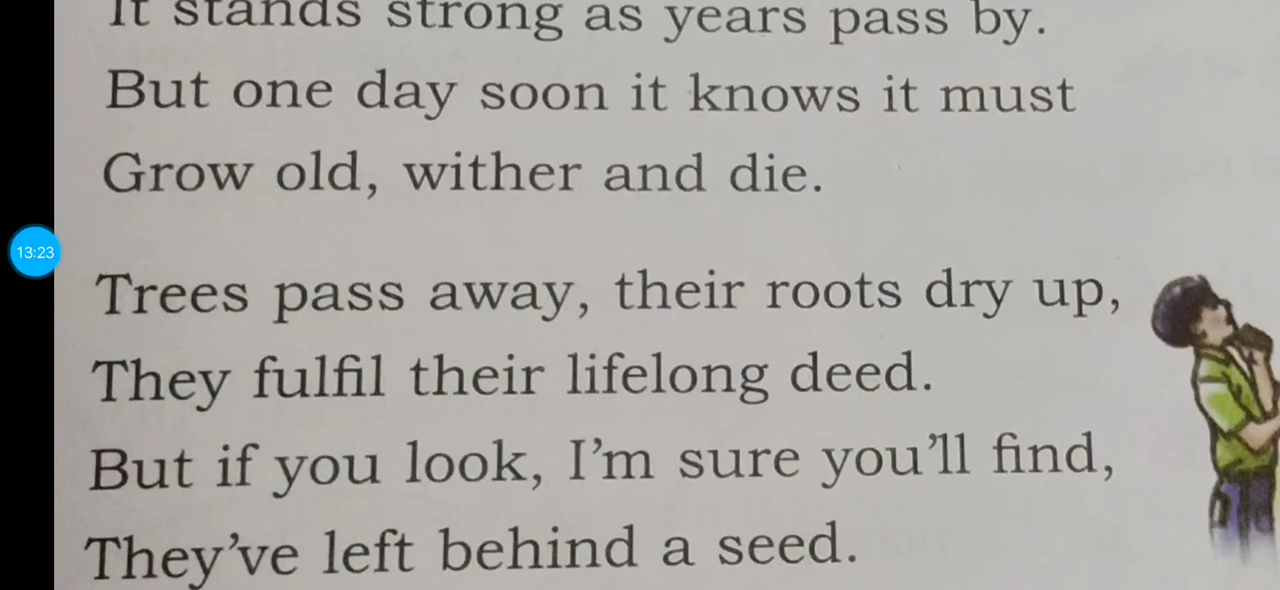 It stands strong as years pass by.
But one day soon it knows it must
Grow old, wither and die.
13:23
Trees pass away, their roots dry up,
They fulfil their lifelong deed.
But if you look, I'm sure you'll find,
They've left behind a seed.